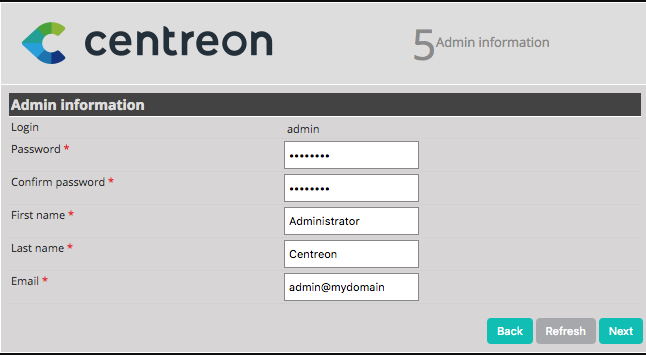 centreon
5 Admin information
Admin information
Login admin
Password * ••••••••
Confirm password * ••••••••
First name * Administrator
Last name * Centreon
Email * admin@mydomain
Back Refresh Next